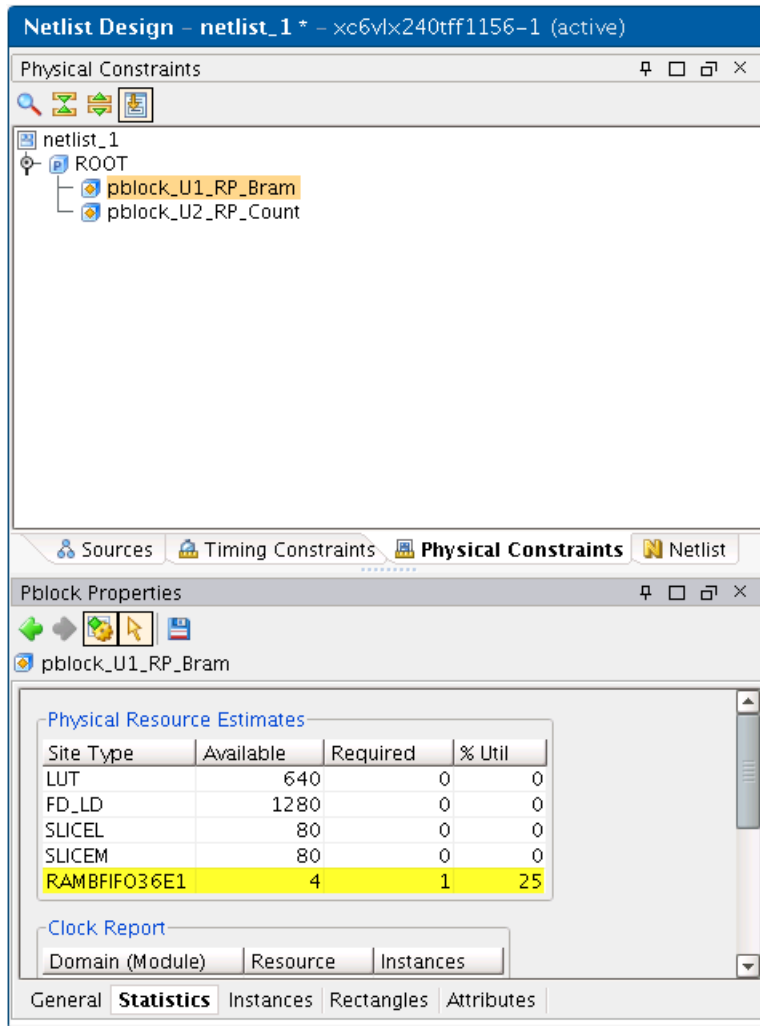 Netlist Design - netlist_1 * - xc6vlx240tff1156-1 (active)
Physical Constraints
netlist_1
ROOT
pblock_U1_RP_Bram
pblock_U2_RP_Count
Sources Timing Constraints Physical Constraints Netlist
Pblock Properties
pblock_U1_RP_Bram
Physical Resource Estimates
Site Type Available Required % Util
LUT 640 0 0
FD_LD 1280 0 0
SLICEL 80 0 0
SLICEM 80 0 0
RAMBFIFO36E1 4 1 25
Clock Report
Domain (Module) Resource Instances
General Statistics Instances Rectangles Attributes